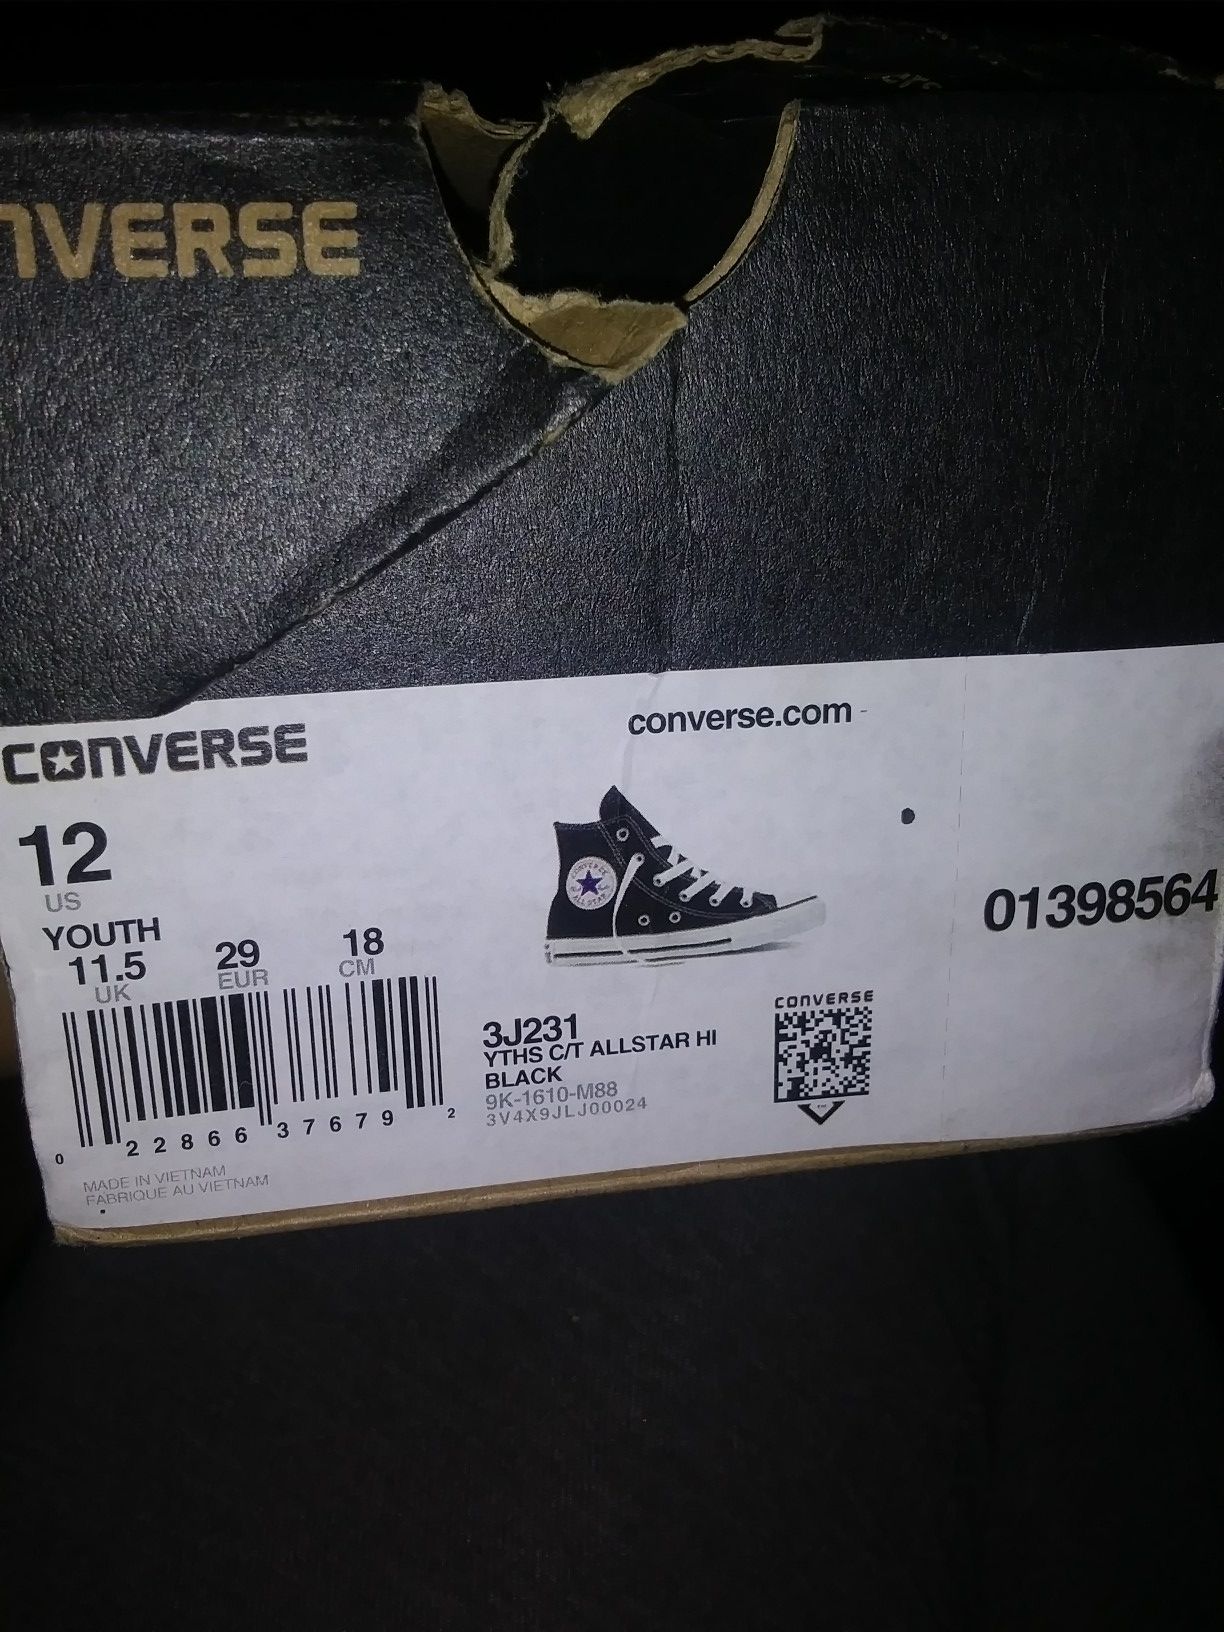 NVERSE
CONVERSE
converse.com
12
US
YOUTH
11.5
UK
29
EUR
18
CM
01398564
CONVERSE
3J231
YTHS C/T ALLSTAR HI
BLACK
9K-1610-M88
3V4X9JLJ00024
0 22866 37679 2
MADE IN VIETNAM
FABRIQUE AU VIETNAM